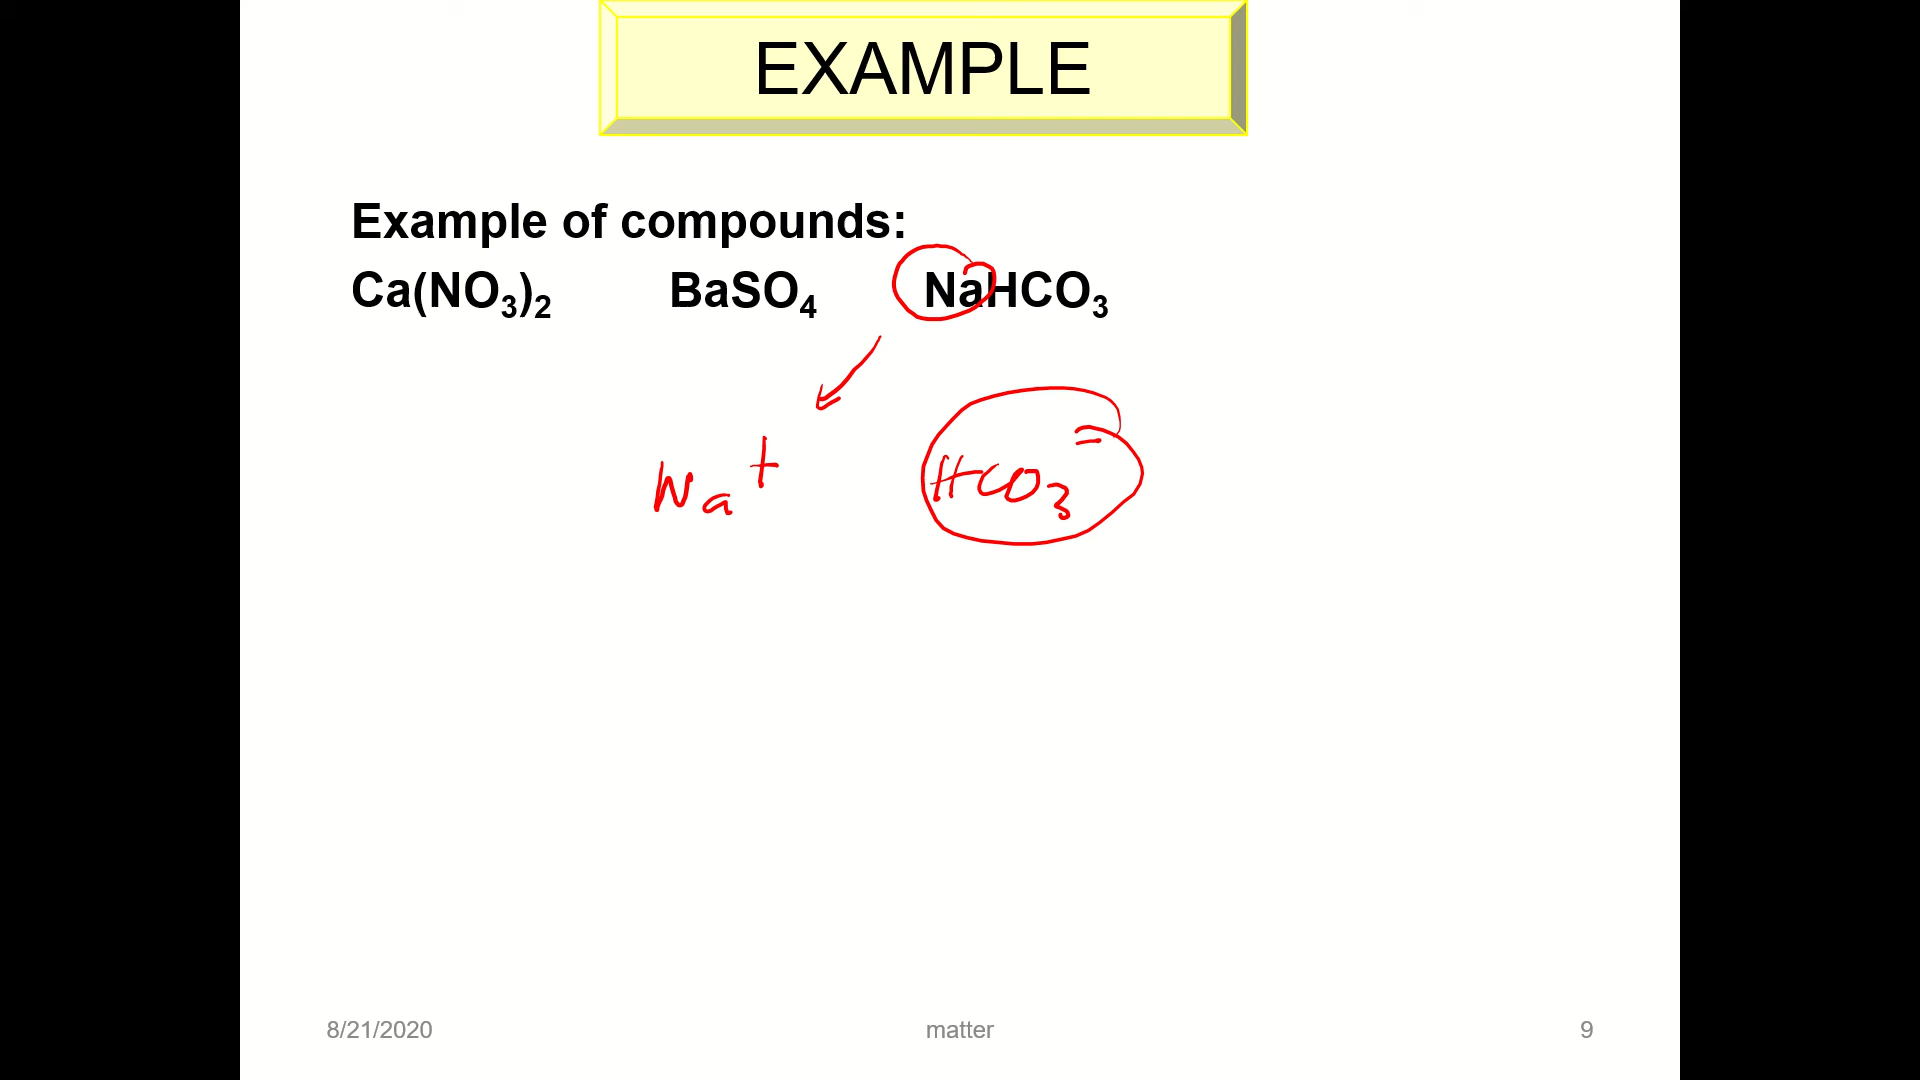 EXAMPLE
Example of compounds:
Ca(NO₃)₂ BaSO₄ NaHCO₃
Na⁺ HCO₃⁻
8/21/2020 matter 9